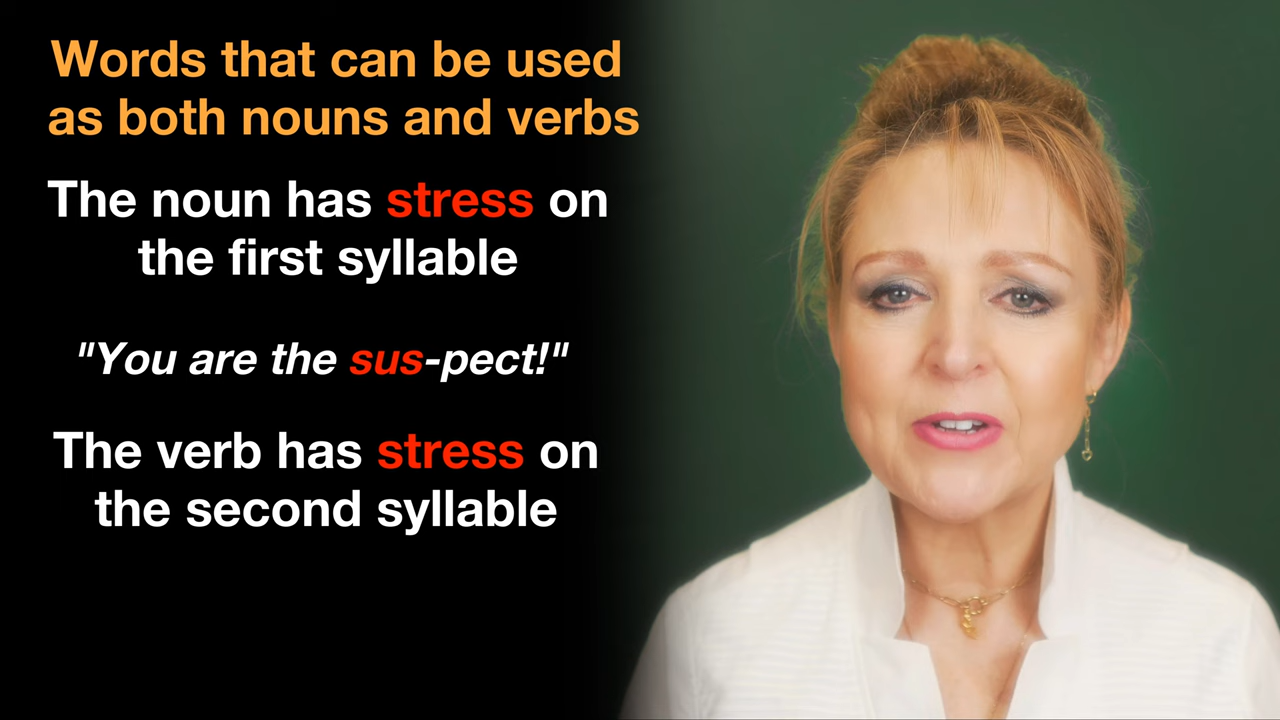 Words that can be used
as both nouns and verbs
The noun has stress on
the first syllable
"You are the sus-pect!"
The verb has stress on
the second syllable